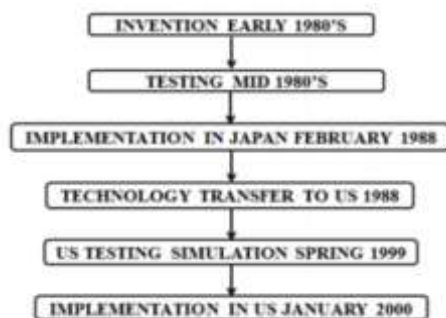 INVENTION EARLY 1980'S
TESTING MID 1980'S
IMPLEMENTATION IN JAPAN FEBRUARY 1988
TECHNOLOGY TRANSFER TO US 1988
US TESTING SIMULATION SPRING 1999
IMPLEMENTATION IN US JANUARY 2000